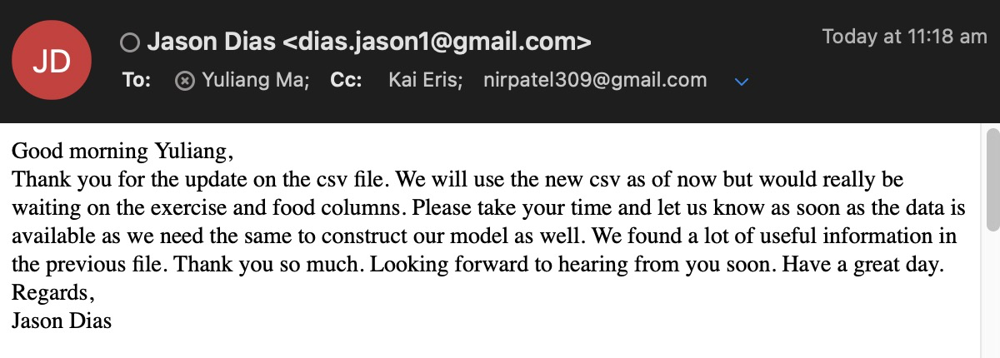 JD
Jason Dias <dias.jason1@gmail.com>
Today at 11:18 am
To: Yuliang Ma; Cc: Kai Eris; nirpatel309@gmail.com
Good morning Yuliang,
Thank you for the update on the csv file. We will use the new csv as of now but would really be
waiting on the exercise and food columns. Please take your time and let us know as soon as the data is
available as we need the same to construct our model as well. We found a lot of useful information in
the previous file. Thank you so much. Looking forward to hearing from you soon. Have a great day.
Regards,
Jason Dias